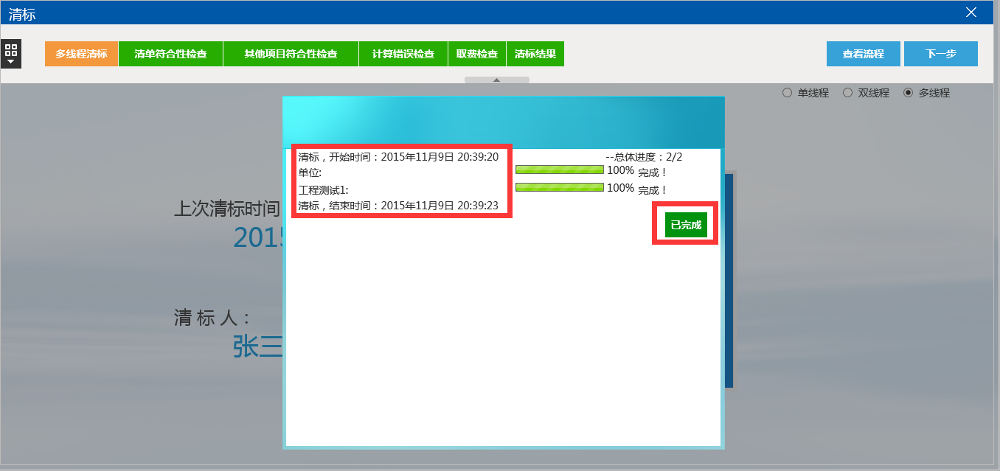 清标
多线程清标 清单符合性检查 其他项目符合性检查 计算错误检查 取费检查 清标结果 查看流程 下一步
单线程 双线程 多线程
清标，开始时间：2015年11月9日 20:39:20 --总体进度：2/2
单位: 100% 完成！
工程测试1: 100% 完成！
清标，结束时间：2015年11月9日 20:39:23
已完成
上次清标时间
2015
清 标 人：
张三